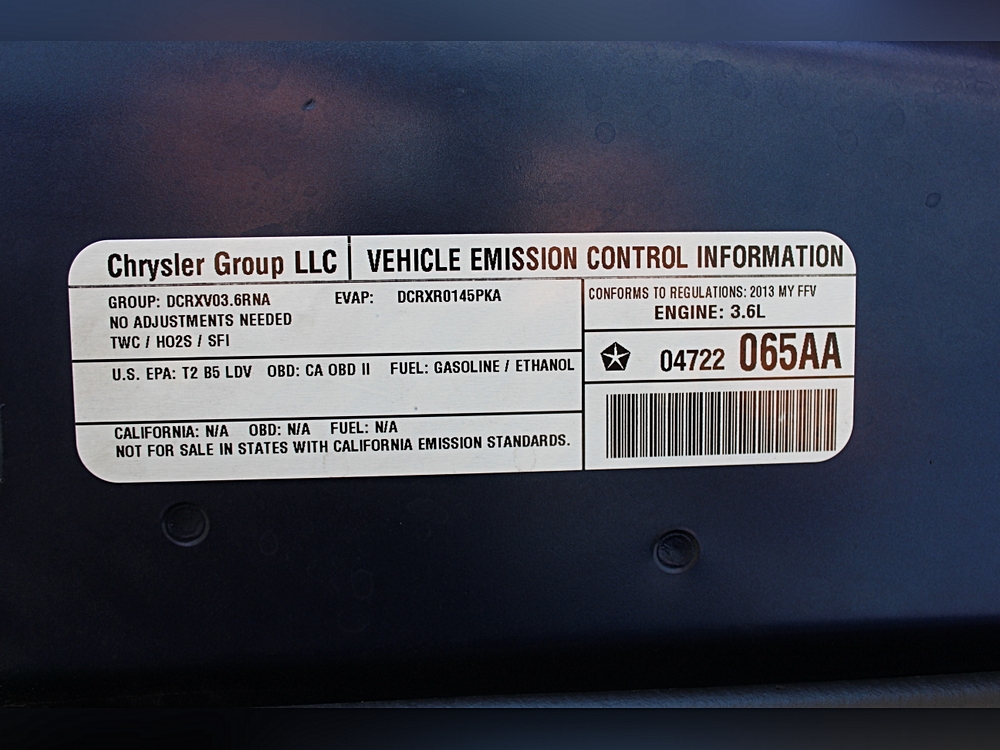 Chrysler Group LLC | VEHICLE EMISSION CONTROL INFORMATION
GROUP: DCRXV03.6RNA EVAP: DCRXR0145PKA
NO ADJUSTMENTS NEEDED
TWC / HO2S / SFI
U.S. EPA: T2 B5 LDV OBD: CA OBD II FUEL: GASOLINE / ETHANOL
CALIFORNIA: N/A OBD: N/A FUEL: N/A
NOT FOR SALE IN STATES WITH CALIFORNIA EMISSION STANDARDS.
CONFORMS TO REGULATIONS: 2013 MY FFV
ENGINE: 3.6L
04722 065AA